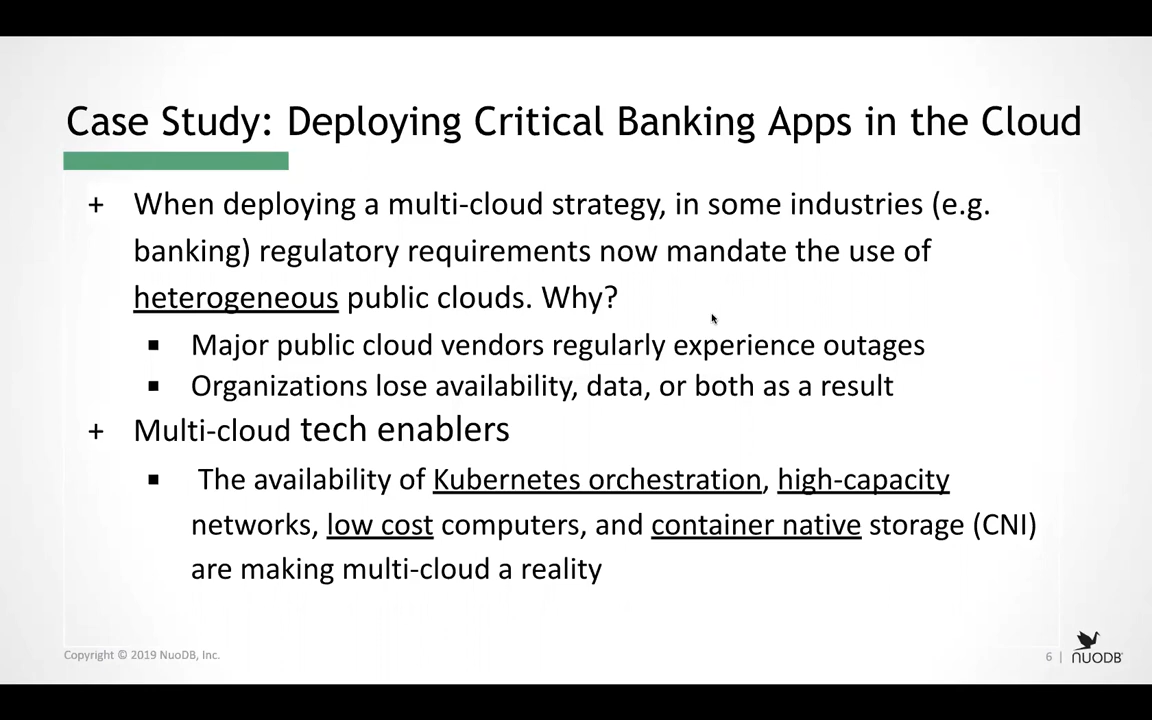 Case Study: Deploying Critical Banking Apps in the Cloud
+ When deploying a multi-cloud strategy, in some industries (e.g.
banking) regulatory requirements now mandate the use of
heterogeneous public clouds. Why?
▪ Major public cloud vendors regularly experience outages
▪ Organizations lose availability, data, or both as a result
+ Multi-cloud tech enablers
▪ The availability of Kubernetes orchestration, high-capacity
networks, low cost computers, and container native storage (CNI)
are making multi-cloud a reality
Copyright © 2019 NuoDB, Inc.
6 | NUODB